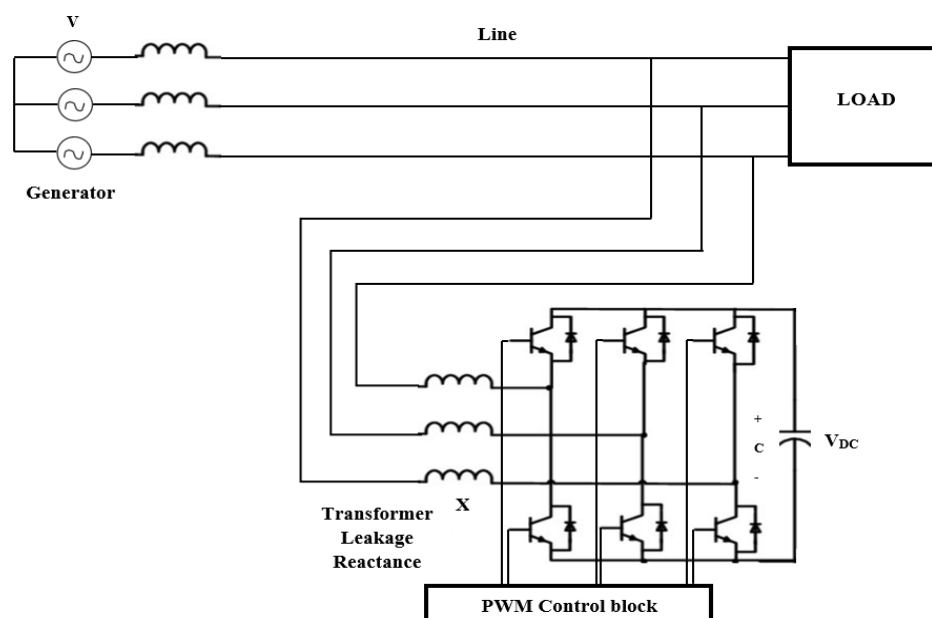 V
Line
LOAD
Generator
+
C
-
V_DC
X
Transformer
Leakage
Reactance
PWM Control block